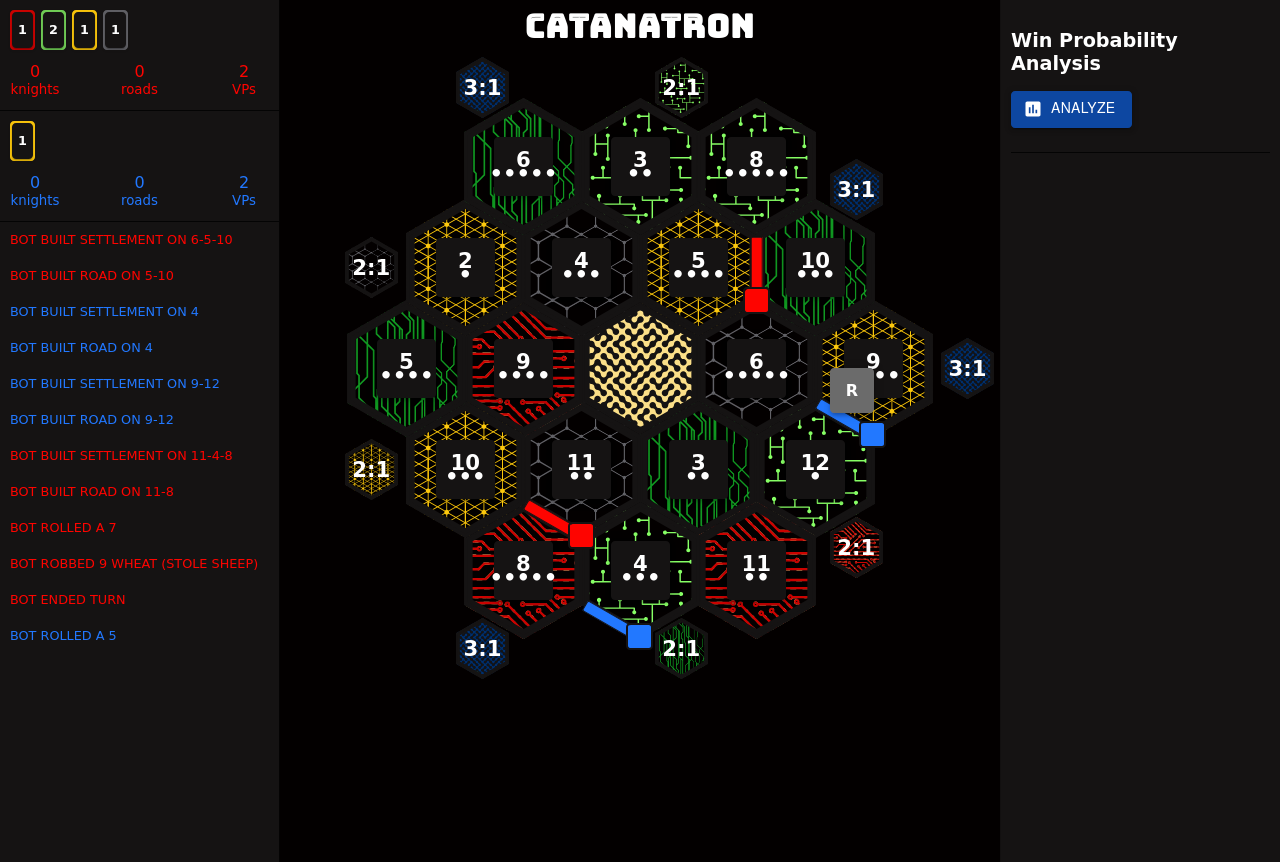 1 2 1 1
0 0 2
knights roads VPs
1
0 0 2
knights roads VPs
BOT BUILT SETTLEMENT ON 6-5-10
BOT BUILT ROAD ON 5-10
BOT BUILT SETTLEMENT ON 4
BOT BUILT ROAD ON 4
BOT BUILT SETTLEMENT ON 9-12
BOT BUILT ROAD ON 9-12
BOT BUILT SETTLEMENT ON 11-4-8
BOT BUILT ROAD ON 11-8
BOT ROLLED A 7
BOT ROBBED 9 WHEAT (STOLE SHEEP)
BOT ENDED TURN
BOT ROLLED A 5
CATANATRON
3:1 2:1
6 3 8
3:1
2:1 2 4 5 10
5 9 6 9 3:1
R
2:1 10 11 3 12
8 4 11 2:1
3:1 2:1
Win Probability
Analysis
ANALYZE